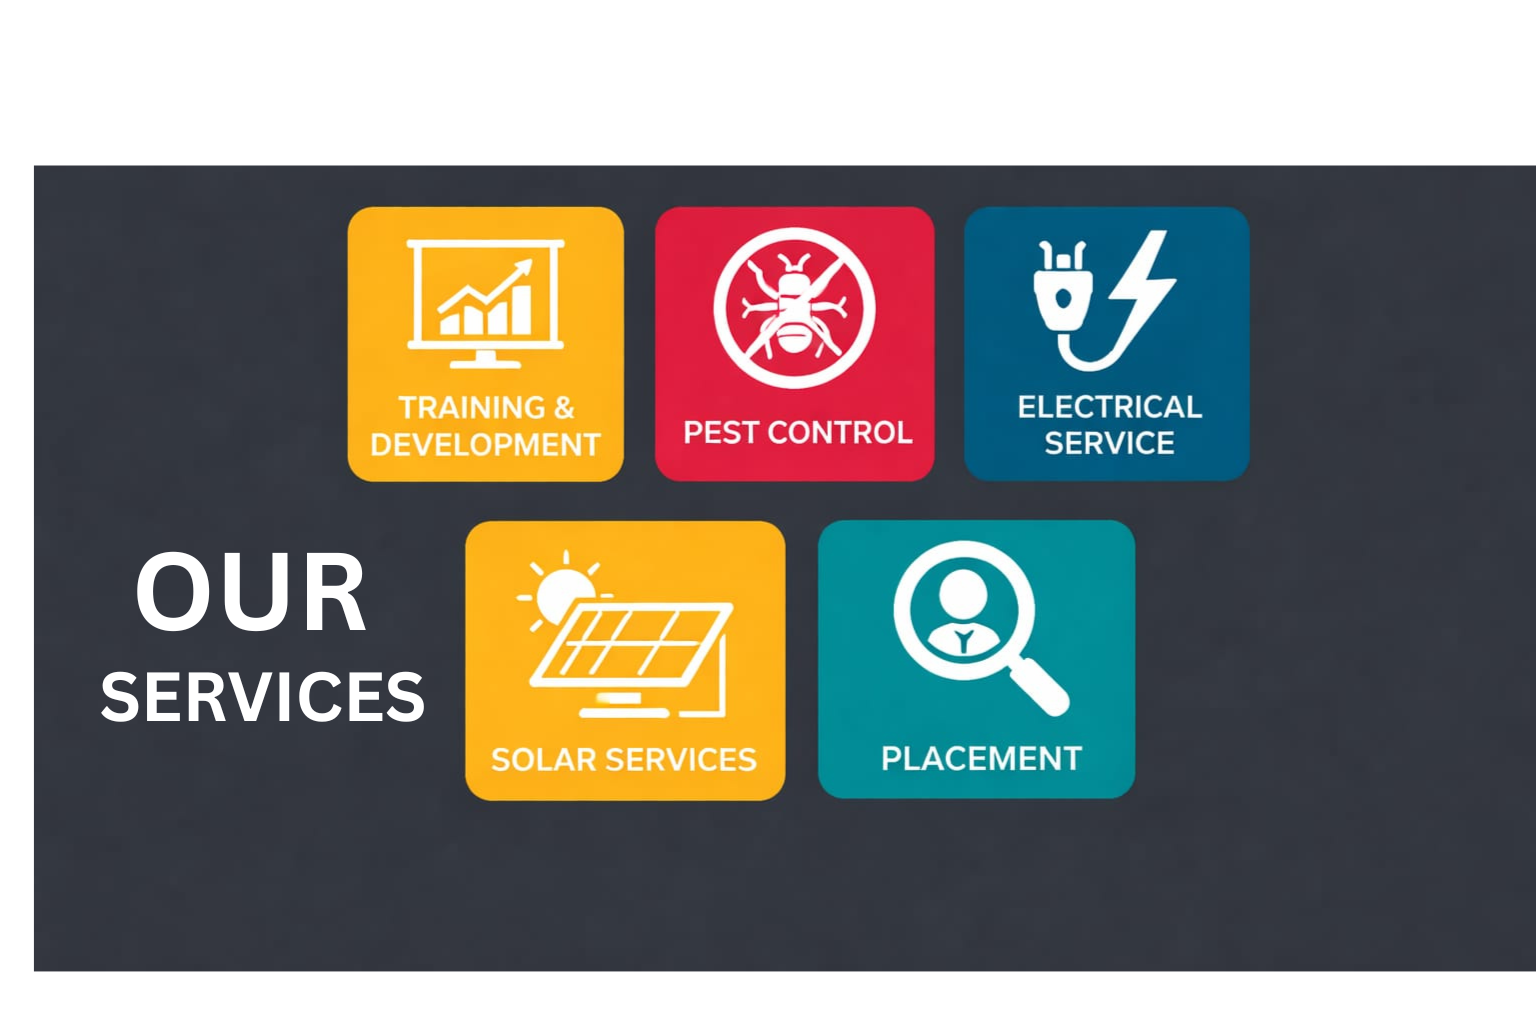 TRAINING &
DEVELOPMENT
PEST CONTROL
ELECTRICAL
SERVICE
OUR
SERVICES
SOLAR SERVICES
PLACEMENT